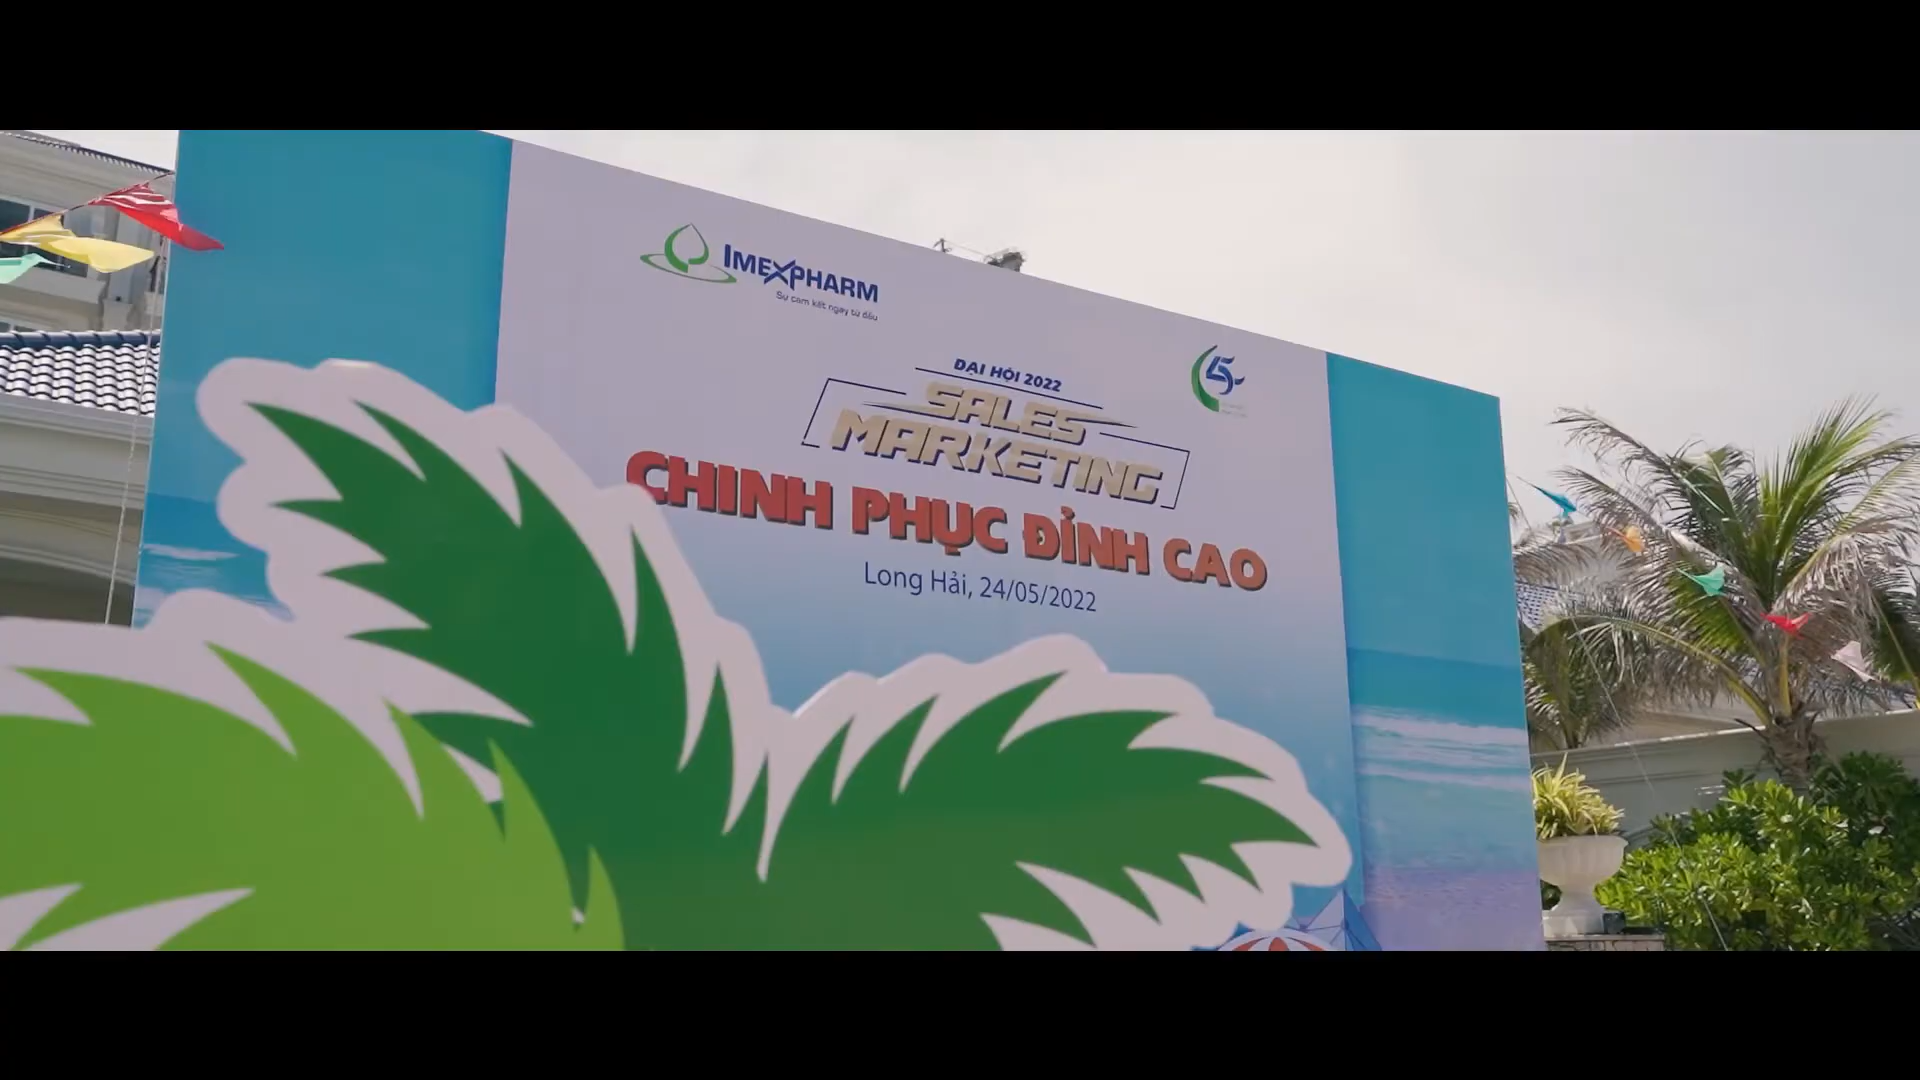 IMEXPHARM
Sự cam kết ngay từ đầu
45
ĐẠI HỘI 2022
SALES
MARKETING
CHINH PHỤC ĐỈNH CAO
Long Hải, 24/05/2022